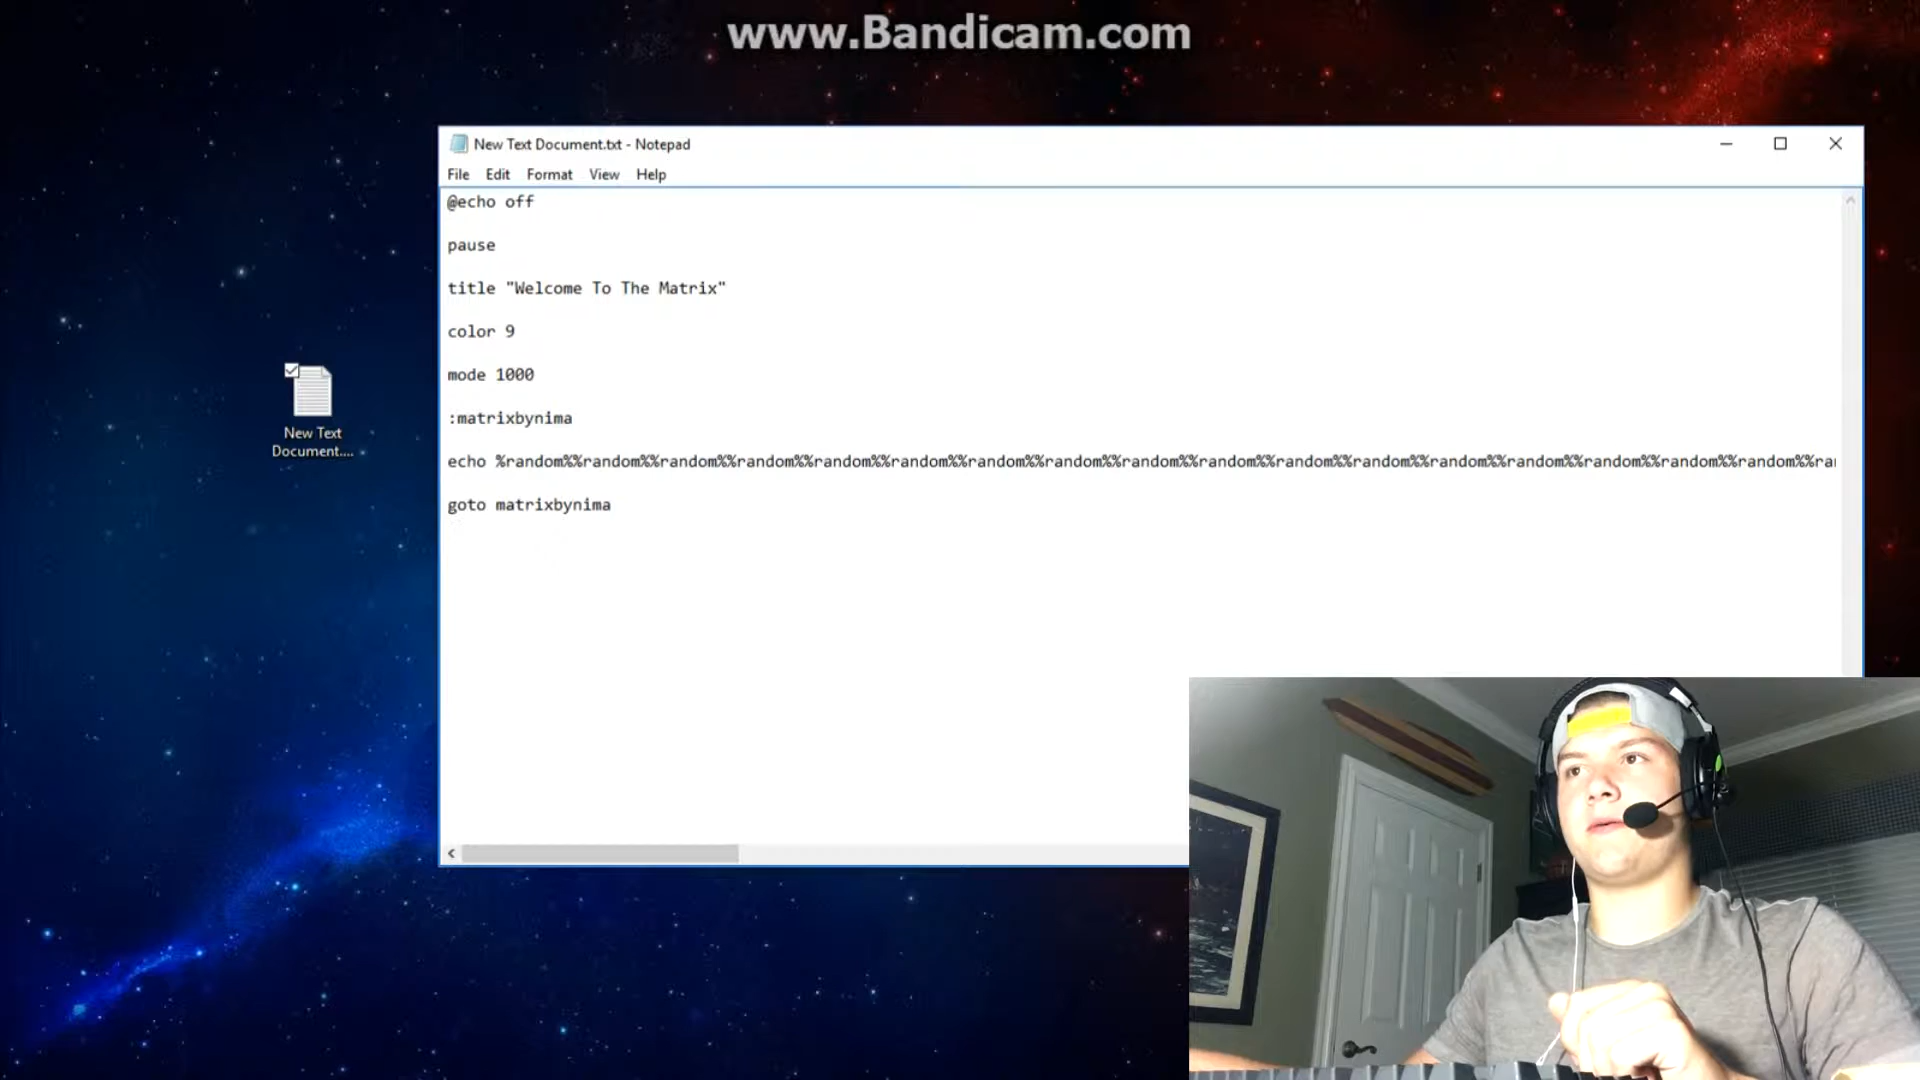 www.Bandicam.com
New Text Document.txt - Notepad
File Edit Format View Help
@echo off
pause
title "Welcome To The Matrix"
color 9
mode 1000
:matrixbynima
echo %random%%random%%random%%random%%random%%random%%random%%random%%random%%random%%random%%random%%random%%random%%random%%random%%random%%ra
goto matrixbynima
New Text
Document....